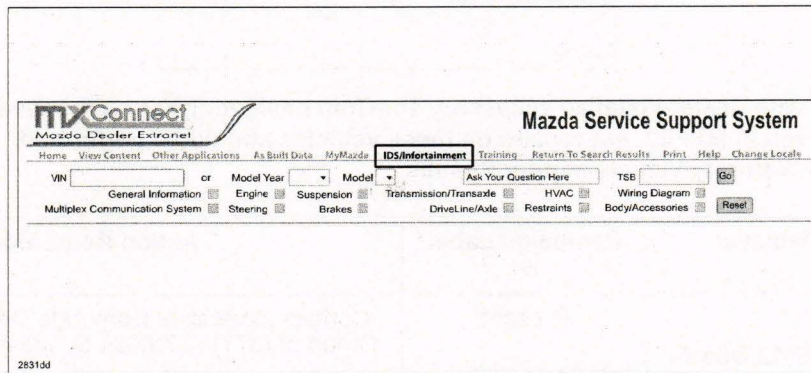 mxConnect
Mazda Dealer Extranet
Mazda Service Support System
Home View Content Other Applications As Built Data MyMazda IDS/Infortainment Training Return To Search Results Print Help Change Locale
VIN or Model Year Model Ask Your Question Here TSB Go
General Information Engine Suspension Transmission/Transaxle HVAC Wiring Diagram
Multiplex Communication System Steering Brakes DriveLine/Axle Restraints Body/Accessories Reset
2831dd